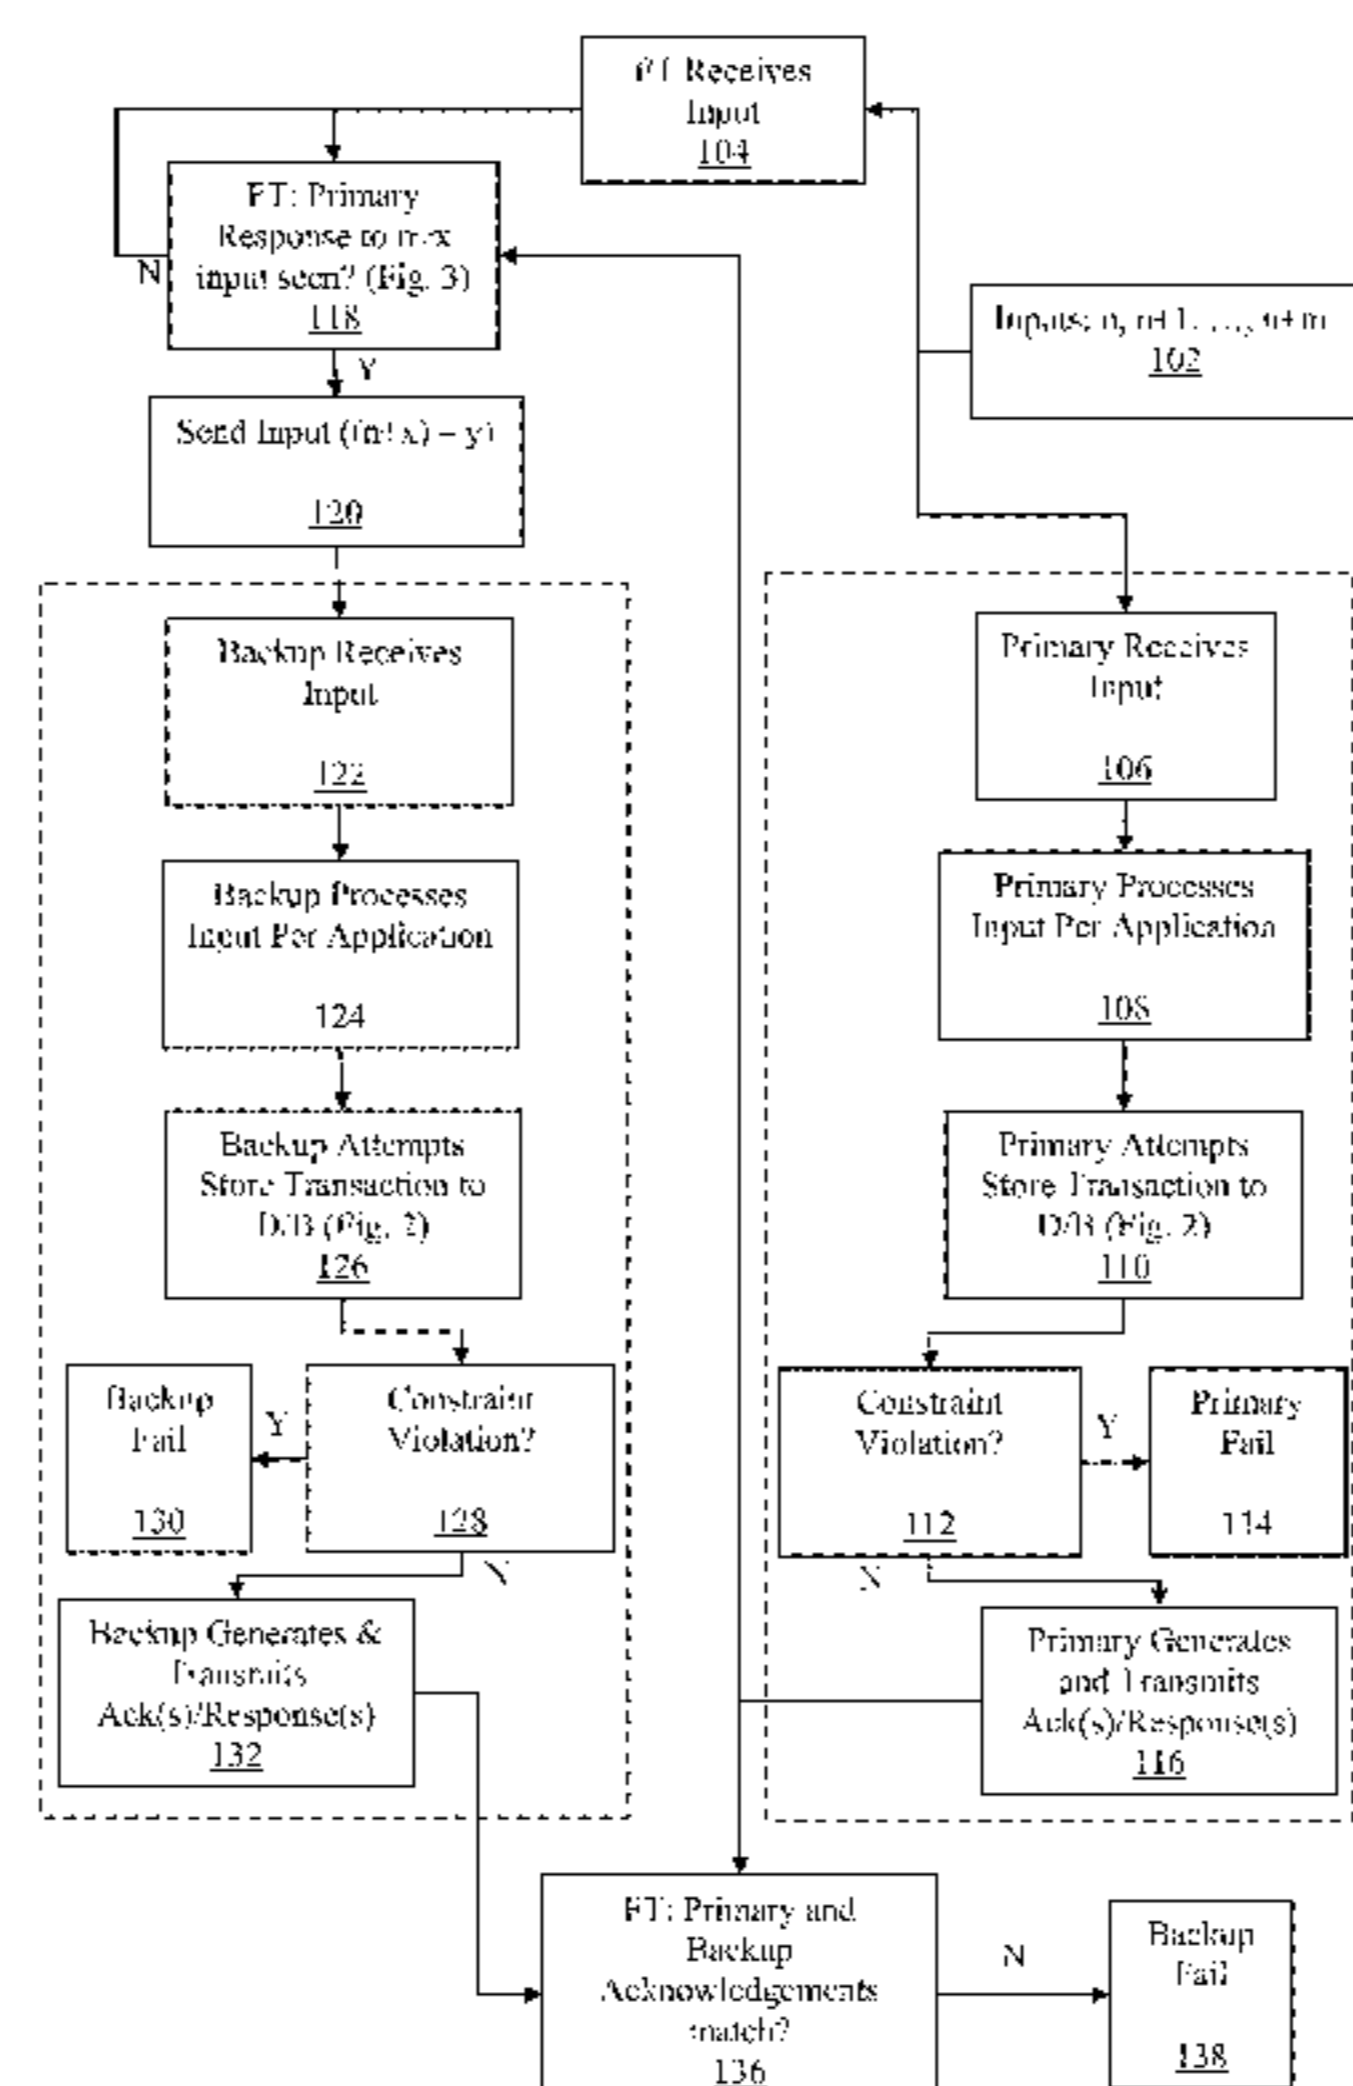 FT Receives
Input
104
FT: Primary
Response to n+x
input seen? (Fig. 3)
118
N
Y
Inputs: n, n+1, ..., n+m
102
Send Input ((n+x) – y)
120
Backup Receives
Input
122
Primary Receives
Input
106
Backup Processes
Input Per Application
124
Primary Processes
Input Per Application
108
Backup Attempts
Store Transaction to
D/B (Fig. 2)
126
Primary Attempts
Store Transaction to
D/B (Fig. 2)
110
Backup
Fail
130
Y
Constraint
Violation?
128
N
Constraint
Violation?
112
Y
Primary
Fail
114
N
Backup Generates &
Transmits
Ack(s)/Response(s)
132
Primary Generates
and Transmits
Ack(s)/Response(s)
116
FT: Primary and
Backup
Acknowledgements
match?
136
N
Backup
Fail
138